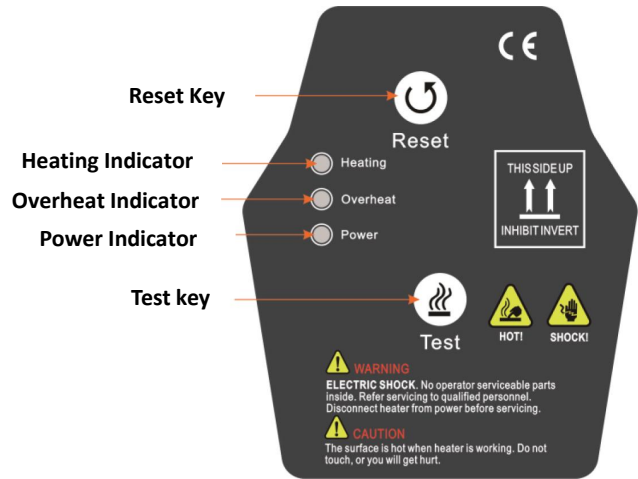 CE
Reset Key
Reset
Heating Indicator
Heating
THIS SIDE UP
Overheat Indicator
Overheat
Power Indicator
Power
INHIBIT INVERT
Test key
Test
HOT!
SHOCK!
WARNING
ELECTRIC SHOCK. No operator serviceable parts
inside. Refer servicing to qualified personnel.
Disconnect heater from power before servicing.
CAUTION
The surface is hot when heater is working. Do not
touch, or you will get hurt.